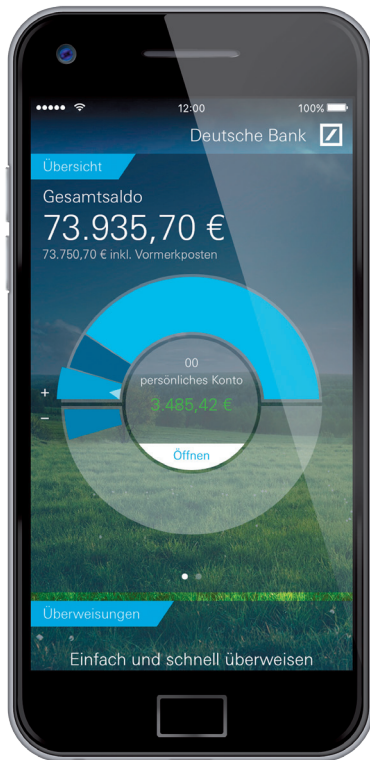 12:00
100%
Deutsche Bank
Übersicht
Gesamtsaldo
73.935,70 €
73.750,70 € inkl. Vormerkposten
00
persönliches Konto
3.485,42 €
+
−
Öffnen
Überweisungen
Einfach und schnell überweisen